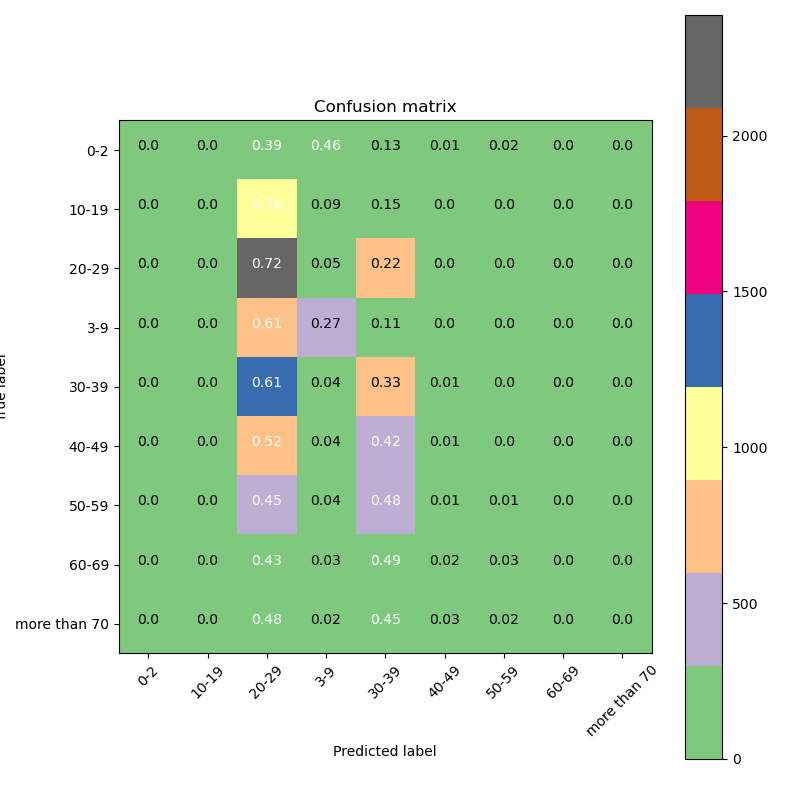 Confusion matrix
0-2 0.0 0.0 0.39 0.46 0.13 0.01 0.02 0.0 0.0
10-19 0.0 0.0 0.76 0.09 0.15 0.0 0.0 0.0 0.0
20-29 0.0 0.0 0.72 0.05 0.22 0.0 0.0 0.0 0.0
3-9 0.0 0.0 0.61 0.27 0.11 0.0 0.0 0.0 0.0
30-39 0.0 0.0 0.61 0.04 0.33 0.01 0.0 0.0 0.0
40-49 0.0 0.0 0.52 0.04 0.42 0.01 0.0 0.0 0.0
50-59 0.0 0.0 0.45 0.04 0.48 0.01 0.01 0.0 0.0
60-69 0.0 0.0 0.43 0.03 0.49 0.02 0.03 0.0 0.0
more than 70 0.0 0.0 0.48 0.02 0.45 0.03 0.02 0.0 0.0
0-2 10-19 20-29 3-9 30-39 40-49 50-59 60-69 more than 70
Predicted label
True label
2000
1500
1000
500
0